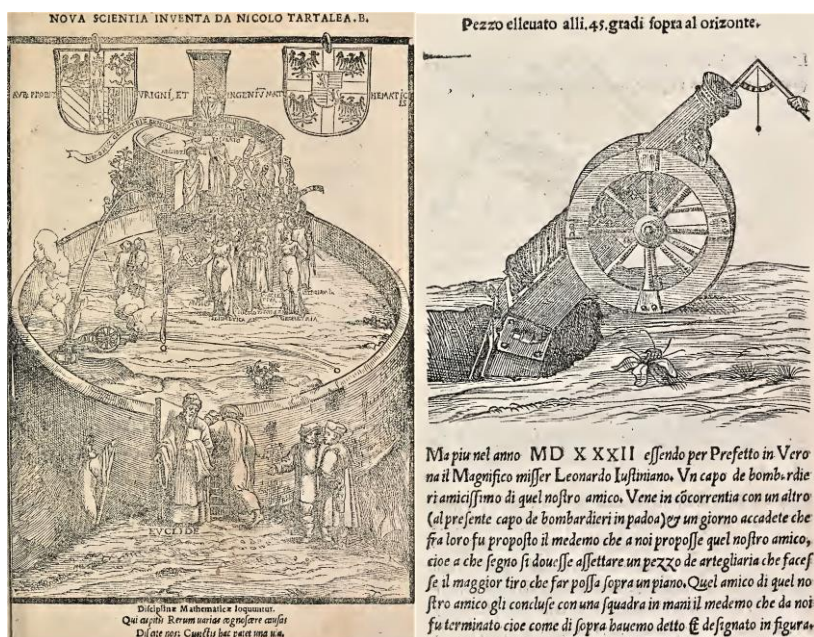 NOVA SCIENTIA INVENTA DA NICOLO TARTALEA.B.
VRIGNI, ET INGENIV MAT HEMATIC
EVCLIDE
Disciplinæ Mathematicæ loquuntur.
Qui cupitis Rerum varias cognoscere causas
Discite nos: Cunctis hac patet una via.
Pezzo elleuato alli.45.gradi sopra al orizonte.
Ma piu nel anno MD XXXII essendo per Prefetto in Vero
na il Magnifico misser Leonardo Iustiniano. Vn capo de bombardie
ri amicissimo di quel nostro amico. Vene in cõcorrentia con un altro
(al presente capo de bombardieri in padoa) & un giorno accadete che
fra loro fu proposto il medemo che a noi propose quel nostro amico,
cioe a che segno si douesse assettare un pezzo de artegliaria che facef
se il maggior tiro che far possa sopra un piano. Quel amico di quel no
stro amico gli concluse con una squadra in mani il medemo che da noi
fu terminato cioe come di sopra hauemo detto & designato in figura.